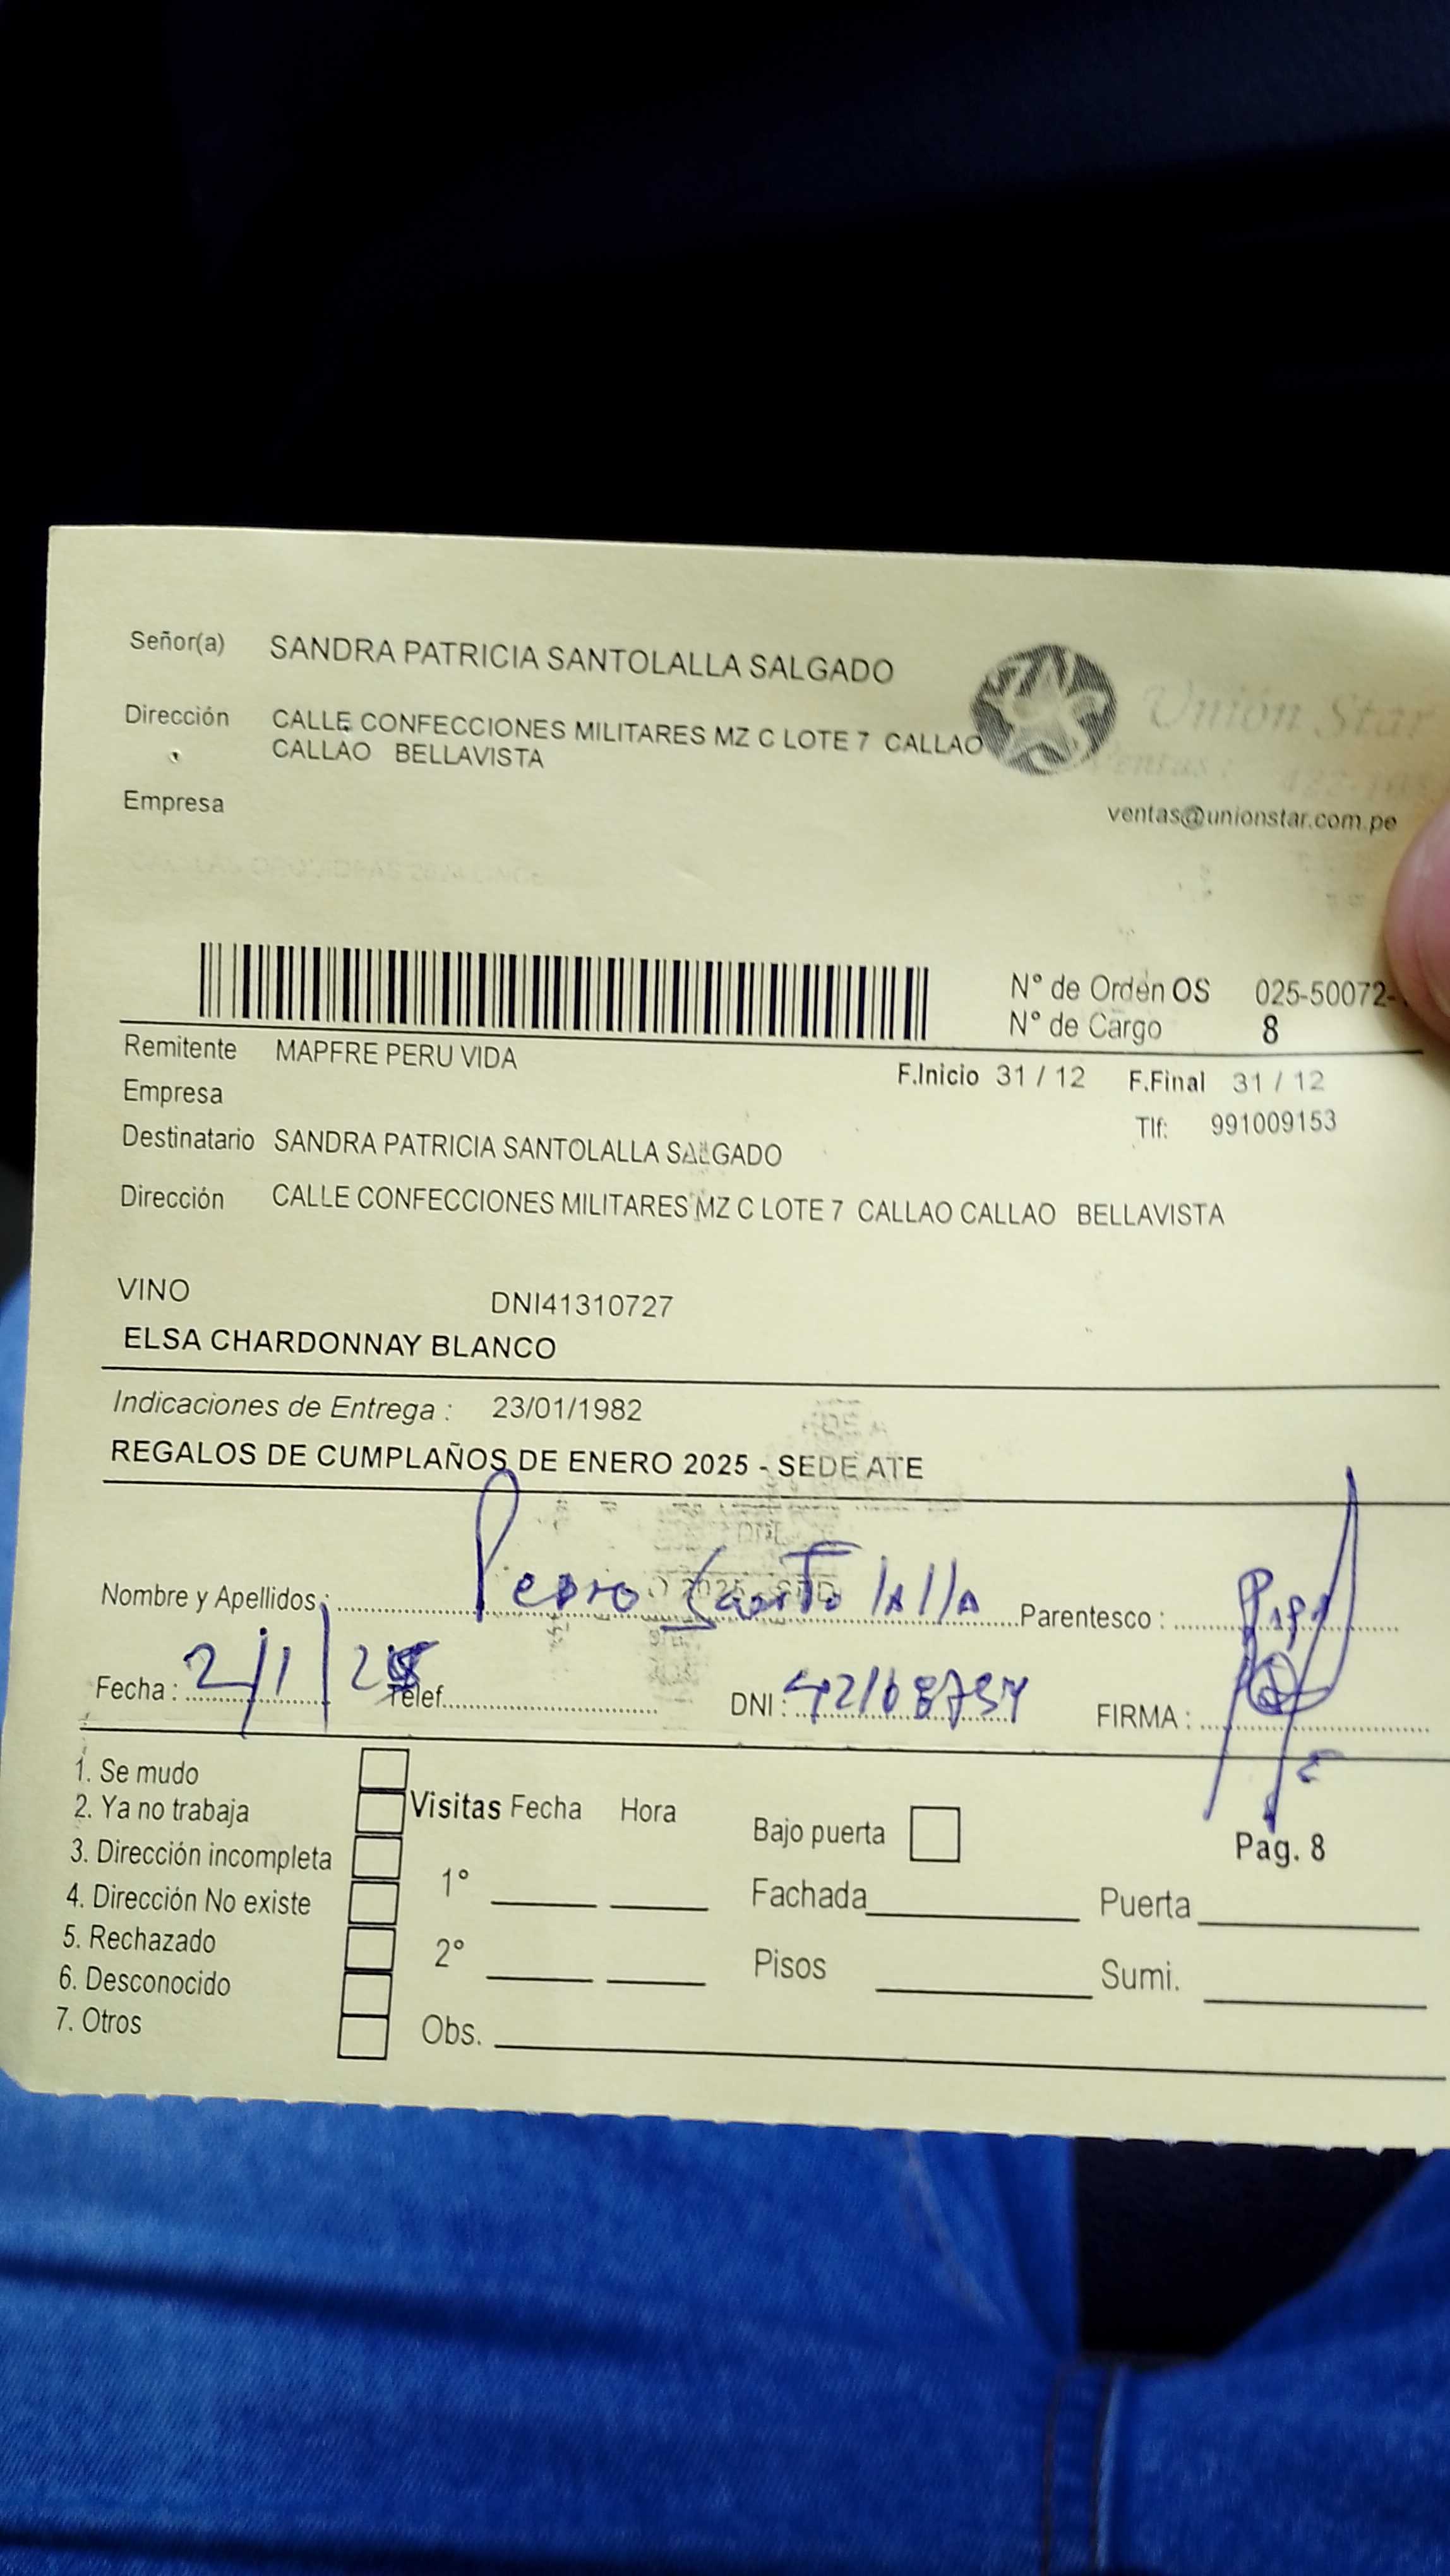 Señor(a) SANDRA PATRICIA SANTOLALLA SALGADO
Unión Star
Dirección CALLE CONFECCIONES MILITARES MZ C LOTE 7 CALLAO
CALLAO BELLAVISTA
Ventas:
Empresa
ventas@unionstar.com.pe
N° de Orden OS 025-50072-
N° de Cargo 8
Remitente MAPFRE PERU VIDA
F.Inicio 31 / 12 F.Final 31 / 12
Empresa
Tlf: 991009153
Destinatario SANDRA PATRICIA SANTOLALLA SALGADO
Dirección CALLE CONFECCIONES MILITARES MZ C LOTE 7 CALLAO CALLAO BELLAVISTA
VINO DNI41310727
ELSA CHARDONNAY BLANCO
Indicaciones de Entrega : 23/01/1982
REGALOS DE CUMPLAÑOS DE ENERO 2025 - SEDE ATE
Nombre y Apellidos : Pedro Santolalla Parentesco :
Fecha : 2/1/25 Telef. DNI : FIRMA :
1. Se mudo
2. Ya no trabaja
3. Dirección incompleta
4. Dirección No existe
5. Rechazado
6. Desconocido
7. Otros
Visitas Fecha Hora
1°
2°
Obs.
Bajo puerta
Pag. 8
Fachada Puerta
Pisos Sumi.